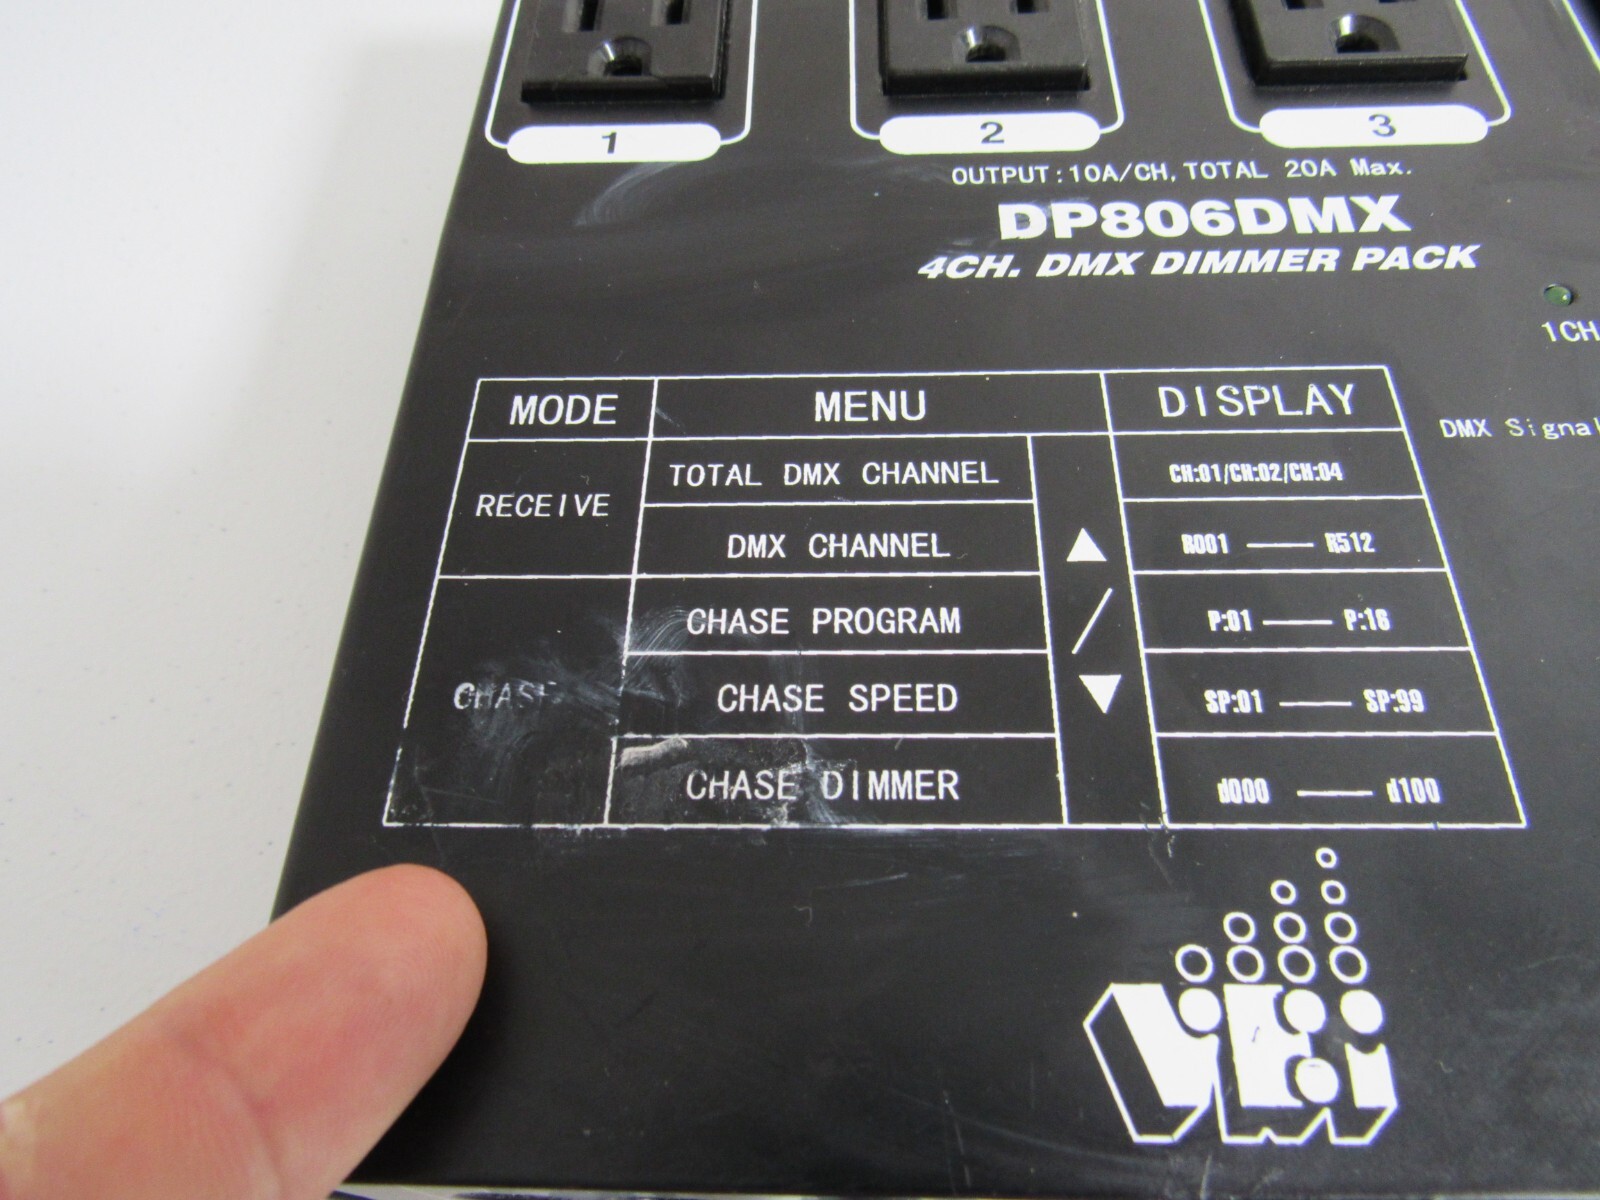 1
2
3
OUTPUT:10A/CH,TOTAL 20A Max.
DP806DMX
4CH. DMX DIMMER PACK
1CH
DMX Signal
MODE MENU DISPLAY
RECEIVE
TOTAL DMX CHANNEL CH:01/CH:02/CH:04
DMX CHANNEL R001 — R512
CHASE PROGRAM P:01 — P:16
CHASE
CHASE SPEED SP:01 — SP:99
CHASE DIMMER d000 — d100
▲/▼
VEi